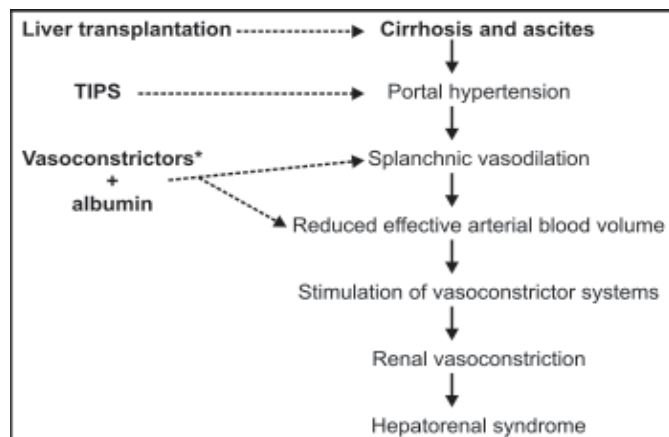 Liver transplantation
Cirrhosis and ascites
TIPS
Portal hypertension
Vasoconstrictors*
+
albumin
Splanchnic vasodilation
Reduced effective arterial blood volume
Stimulation of vasoconstrictor systems
Renal vasoconstriction
Hepatorenal syndrome